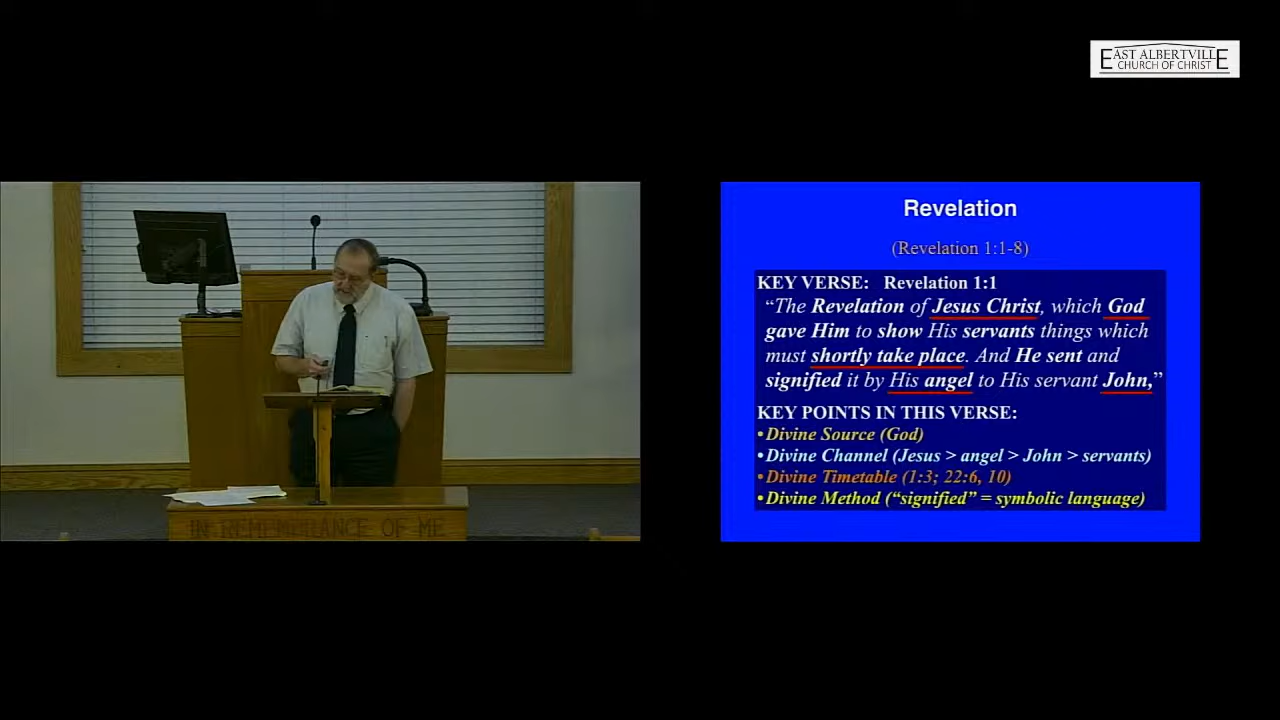 EAST ALBERTVILLE
CHURCH OF CHRIST
Revelation
(Revelation 1:1-8)
KEY VERSE: Revelation 1:1
“The Revelation of Jesus Christ, which God
gave Him to show His servants things which
must shortly take place. And He sent and
signified it by His angel to His servant John,”
KEY POINTS IN THIS VERSE:
•Divine Source (God)
•Divine Channel (Jesus > angel > John > servants)
•Divine Timetable (1:3; 22:6, 10)
•Divine Method (“signified” = symbolic language)
IN REMEMBRANCE OF ME